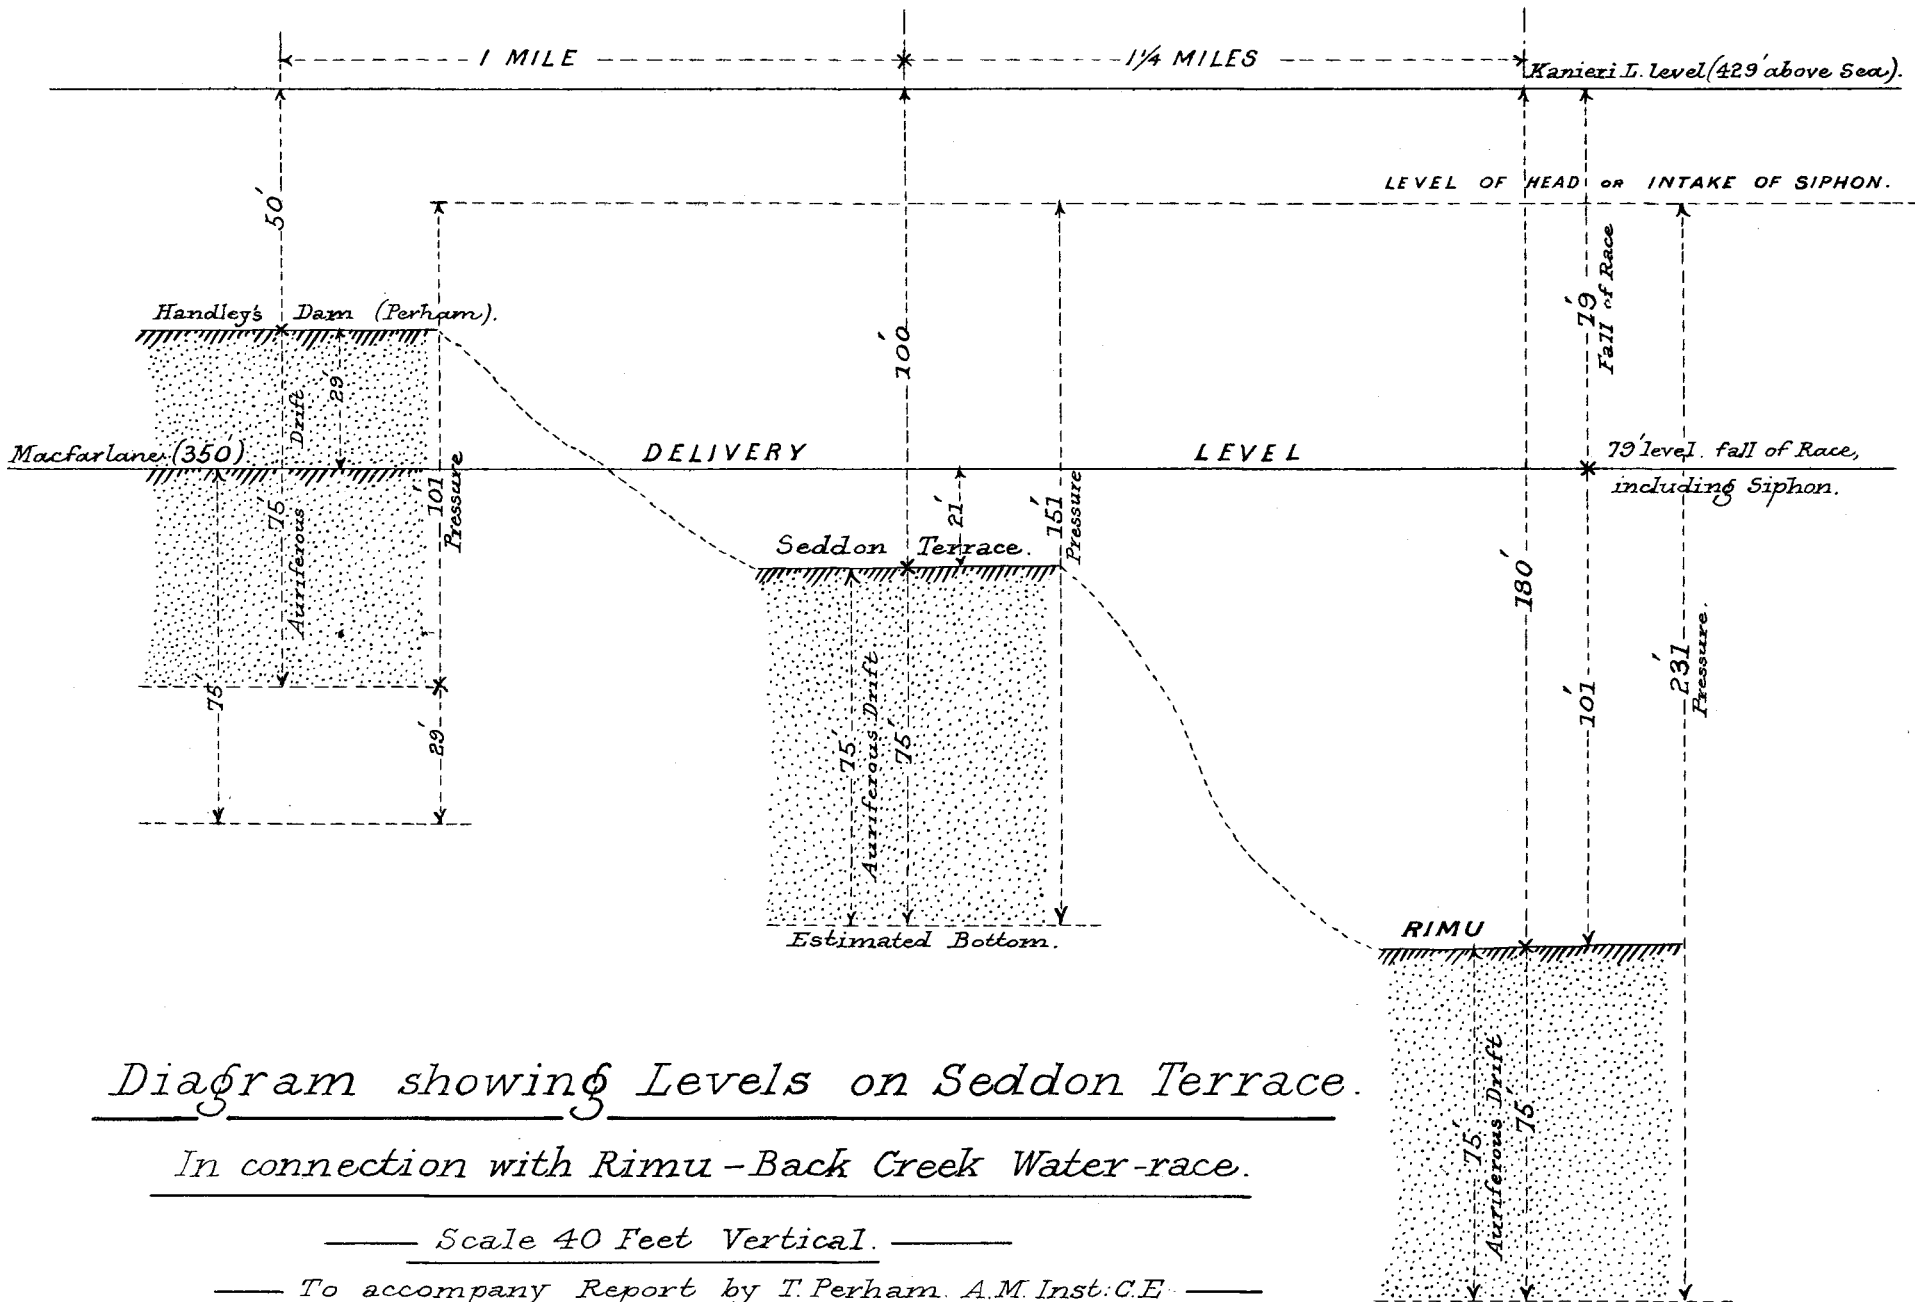 1 MILE
1¼ MILES
Kanieri L. level (429' above Sea).
LEVEL OF HEAD OR INTAKE OF SIPHON.
50'
100'
79'
Fall of Race
Handley's Dam (Perham).
29'
Auriferous Drift
75'
Macfarlane (350')
DELIVERY LEVEL
79' level. fall of Race,
including Siphon.
101'
Pressure
21'
151'
Pressure
Seddon Terrace.
180'
101'
231'
Pressure.
75'
29'
75'
Auriferous Drift
75'
Estimated Bottom.
RIMU
75'
Auriferous Drift
75
Diagram showing Levels on Seddon Terrace.
In connection with Rimu - Back Creek Water-race.
Scale 40 Feet Vertical.
To accompany Report by T. Perham. A.M. Inst: C.E